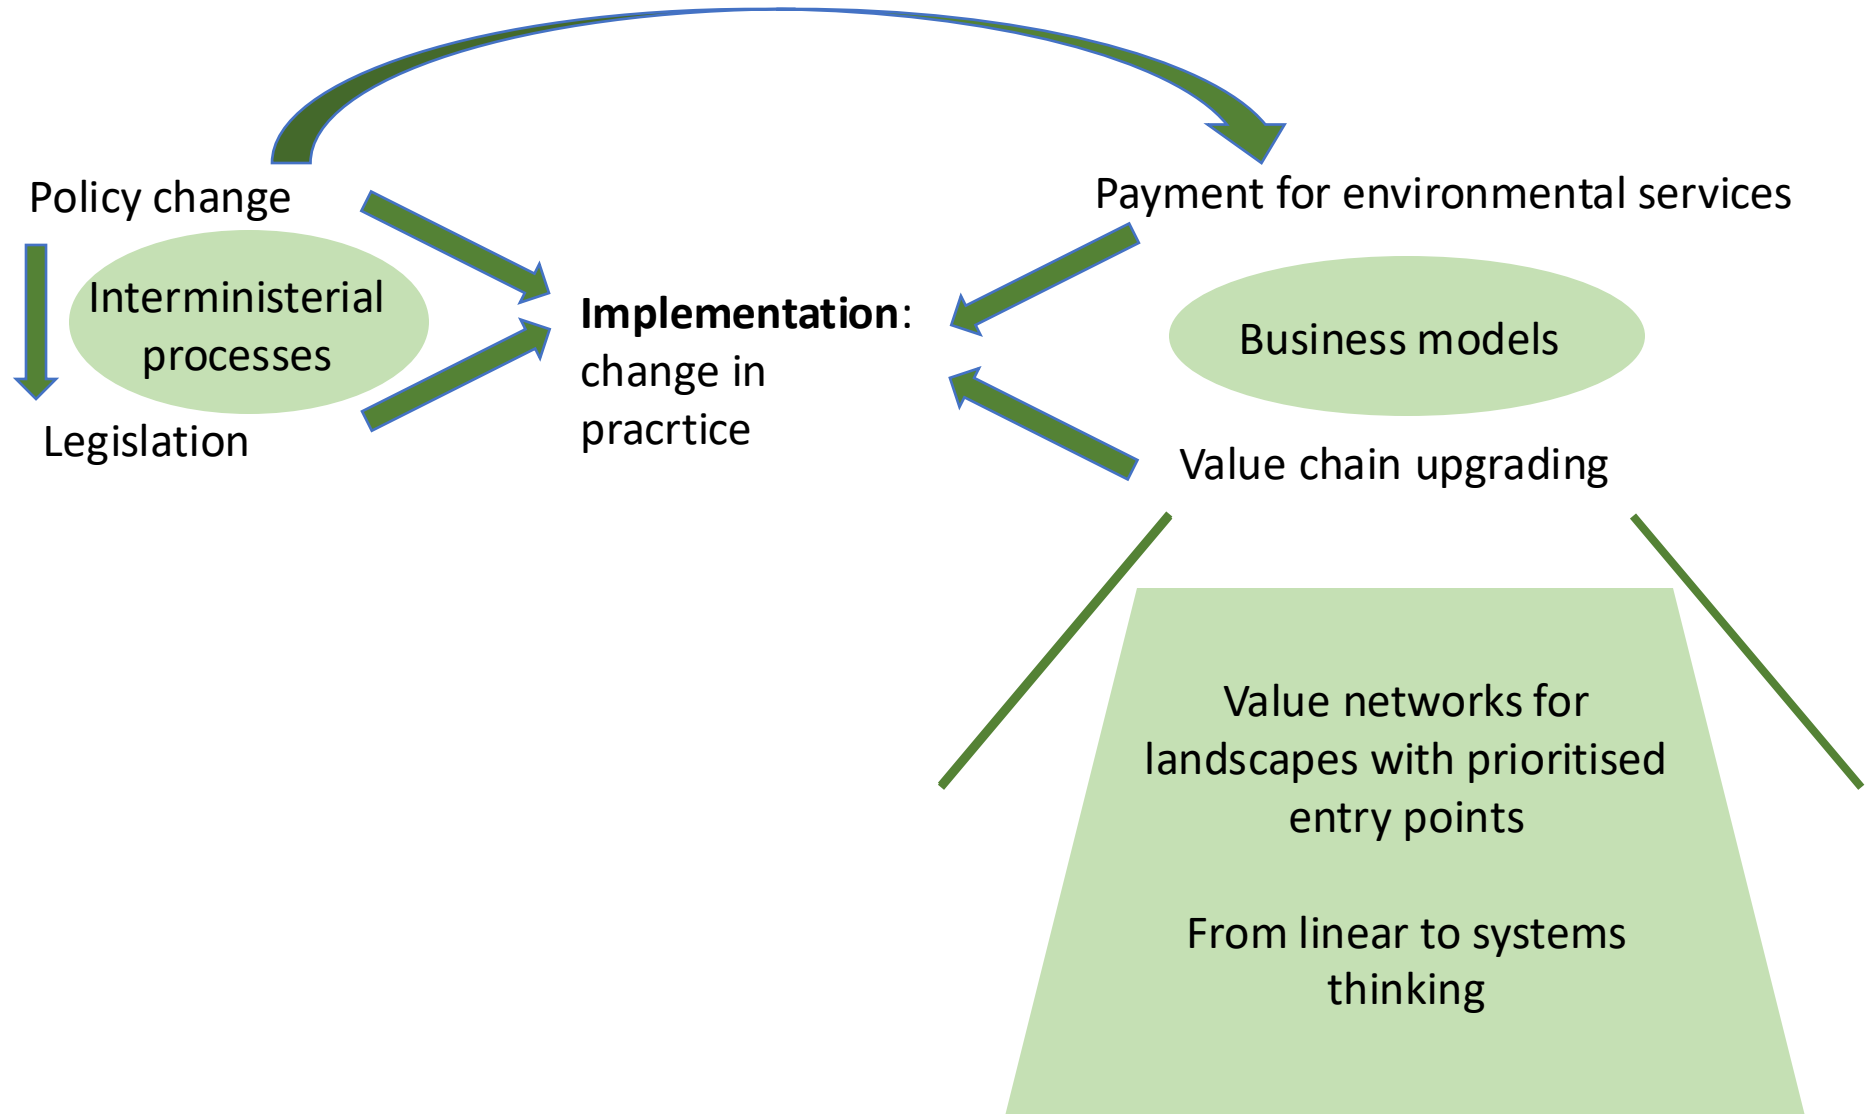 Policy change
Interministerial
processes
Legislation
Implementation:
change in
pracrtice
Payment for environmental services
Business models
Value chain upgrading
Value networks for
landscapes with prioritised
entry points
From linear to systems
thinking